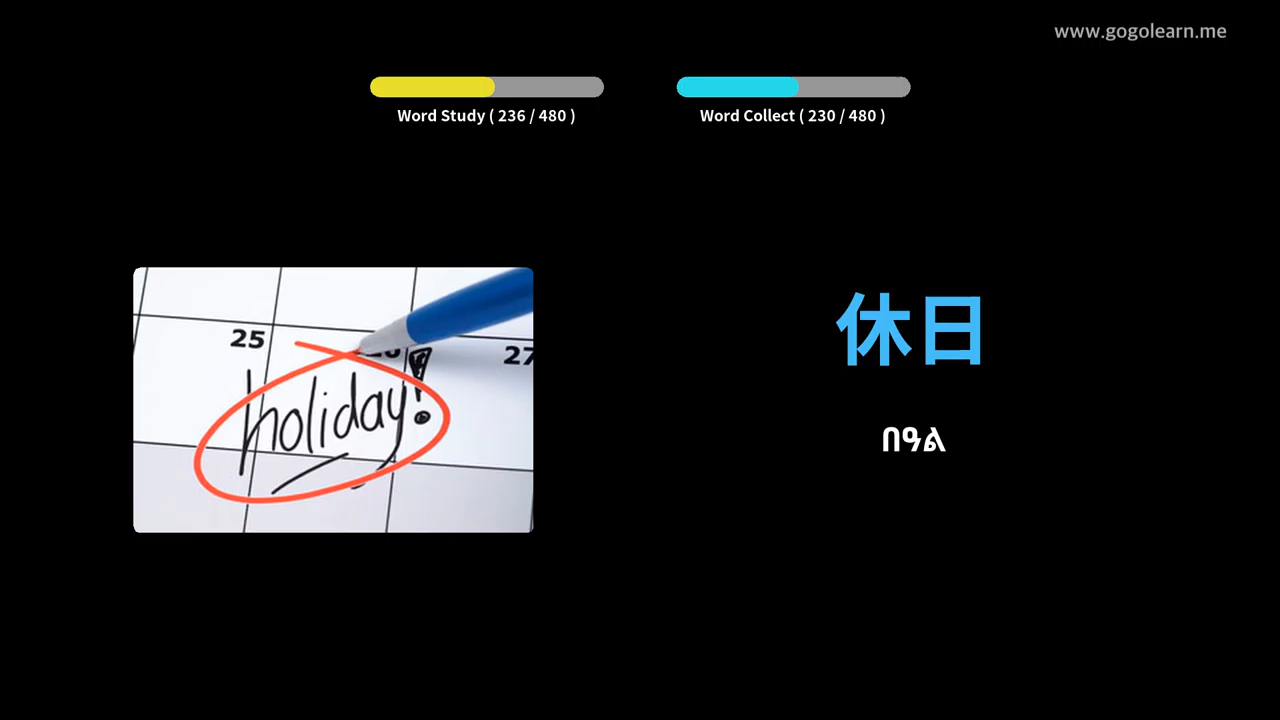 www.gogolearn.me
Word Study ( 236 / 480 )
Word Collect ( 230 / 480 )
25
27
holiday!
休日
በዓል